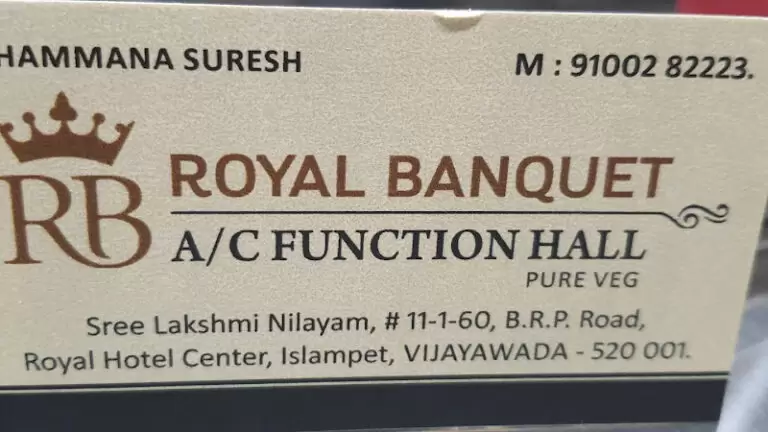 HAMMANA SURESH
M : 91002 82223.
RB
ROYAL BANQUET
A/C FUNCTION HALL
PURE VEG
Sree Lakshmi Nilayam, # 11-1-60, B.R.P. Road,
Royal Hotel Center, Islampet, VIJAYAWADA - 520 001.